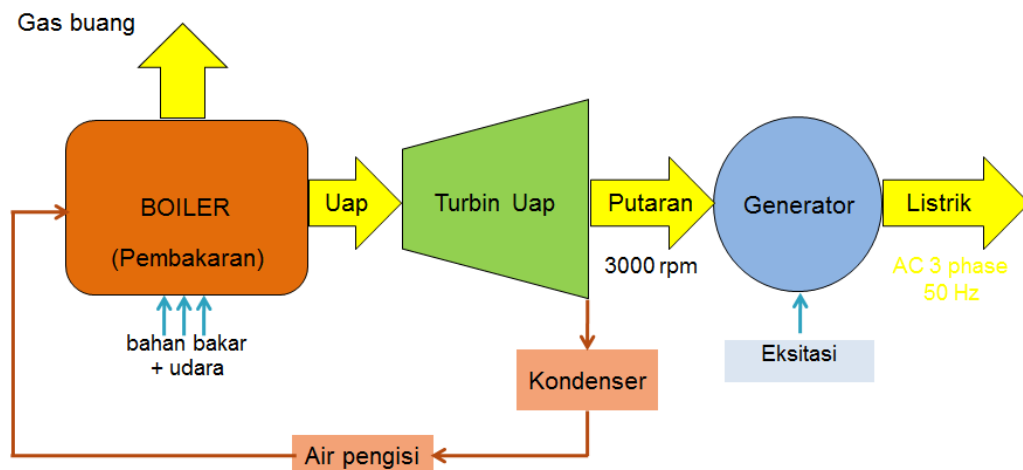 Gas buang
BOILER
(Pembakaran)
Uap
Turbin Uap
Putaran
3000 rpm
Generator
Listrik
AC 3 phase
50 Hz
bahan bakar
+ udara
Eksitasi
Kondenser
Air pengisi